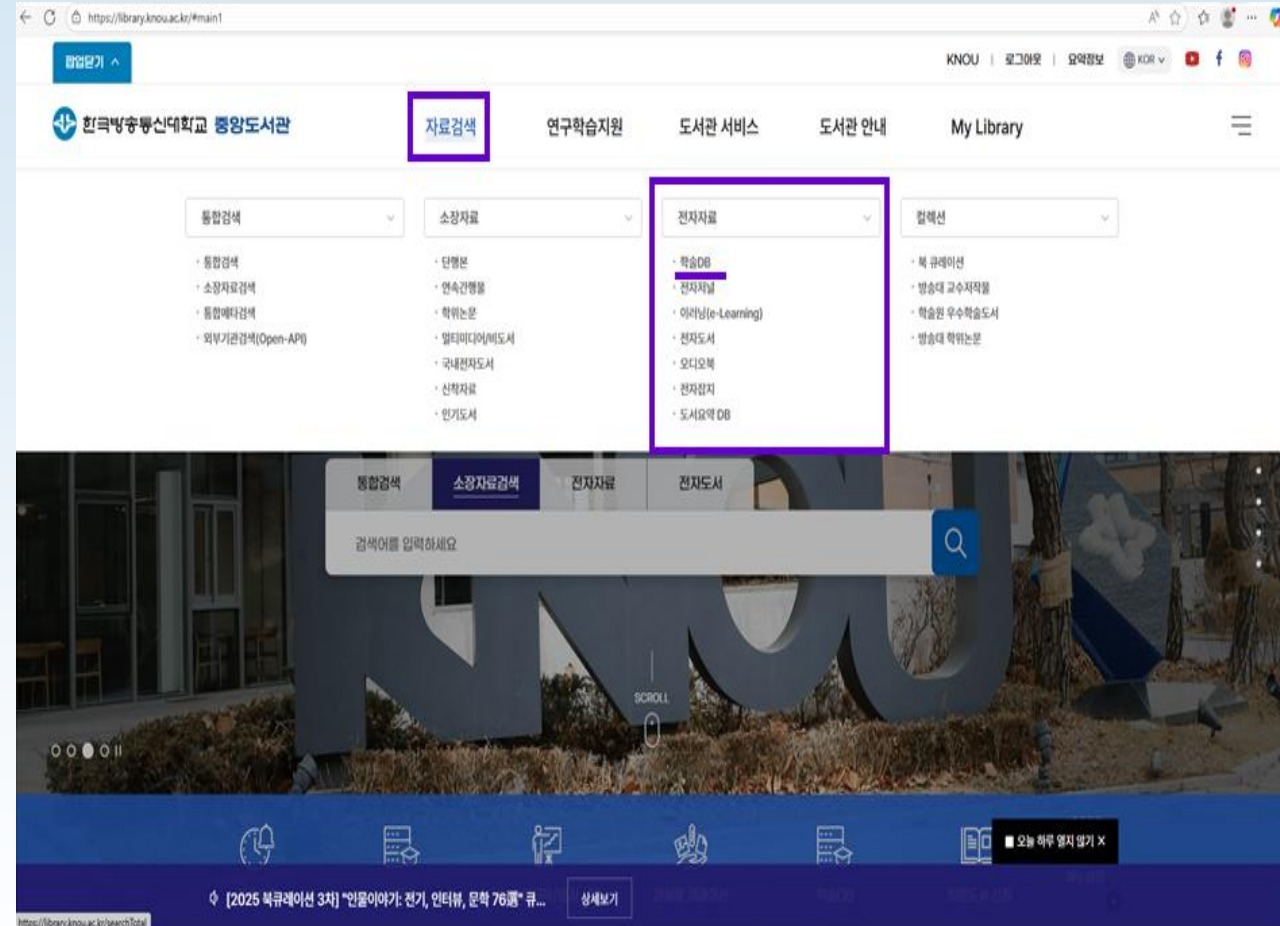 https://library.knou.ac.kr/#main1
팝업닫기
KNOU | 로그아웃 | 요약정보 KOR
한국방송통신대학교 중앙도서관
자료검색 연구학습지원 도서관 서비스 도서관 안내 My Library
통합검색 소장자료 전자자료 컬렉션
· 통합검색 · 단행본 · 학술DB · 북 큐레이션
· 소장자료검색 · 연속간행물 · 전자저널 · 방송대 교수저작물
· 통합메타검색 · 학위논문 · 이러닝(e-Learning) · 학술원 우수학술도서
· 외부기관검색(Open-API) · 멀티미디어/비도서 · 전자도서 · 방송대 학위논문
· 국내전자도서 · 오디오북
· 신착자료 · 전자잡지
· 인기도서 · 도서요약 DB
통합검색 소장자료검색 전자자료 전자도서
검색어를 입력하세요
SCROLL
오늘 하루 열지 않기 X
[2025 북큐레이션 3차] "인물이야기: 전기, 인터뷰, 문학 76選" 큐... 상세보기
https://library.knou.ac.kr/searchTotal